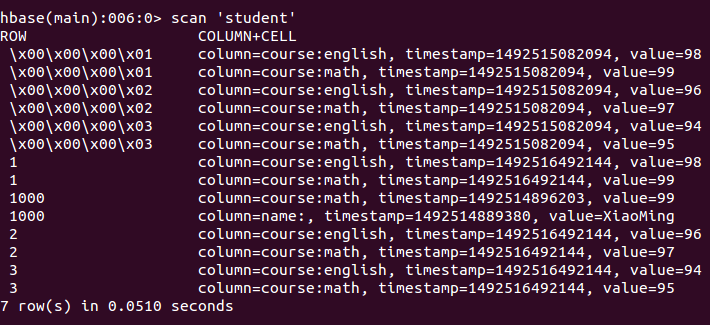 hbase(main):006:0> scan 'student'
ROW COLUMN+CELL
\x00\x00\x00\x01 column=course:english, timestamp=1492515082094, value=98
\x00\x00\x00\x01 column=course:math, timestamp=1492515082094, value=99
\x00\x00\x00\x02 column=course:english, timestamp=1492515082094, value=96
\x00\x00\x00\x02 column=course:math, timestamp=1492515082094, value=97
\x00\x00\x00\x03 column=course:english, timestamp=1492515082094, value=94
\x00\x00\x00\x03 column=course:math, timestamp=1492515082094, value=95
1 column=course:english, timestamp=1492516492144, value=98
1 column=course:math, timestamp=1492516492144, value=99
1000 column=course:math, timestamp=1492514896203, value=99
1000 column=name:, timestamp=1492514889380, value=XiaoMing
2 column=course:english, timestamp=1492516492144, value=96
2 column=course:math, timestamp=1492516492144, value=97
3 column=course:english, timestamp=1492516492144, value=94
3 column=course:math, timestamp=1492516492144, value=95
7 row(s) in 0.0510 seconds